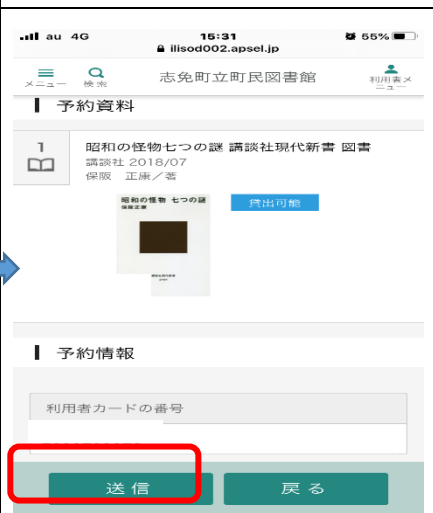 au 4G 15:31 55%
ilisod002.apsel.jp
メニュー 検索 志免町立町民図書館 利用者メニュー
予約資料
1 昭和の怪物七つの謎 講談社現代新書 図書
講談社 2018/07
保阪 正康／著
昭和の怪物 七つの謎
保阪正康
貸出可能
予約情報
利用者カードの番号
送信 戻る